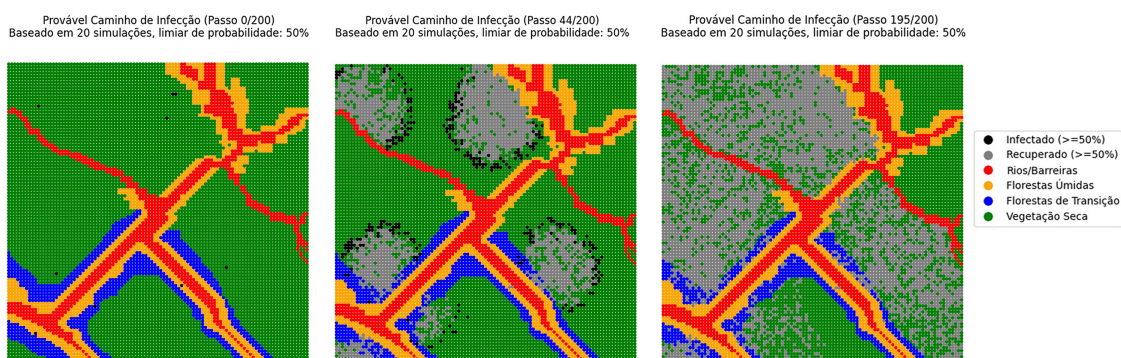 Provável Caminho de Infecção (Passo 0/200)
Baseado em 20 simulações, limiar de probabilidade: 50%
Provável Caminho de Infecção (Passo 44/200)
Baseado em 20 simulações, limiar de probabilidade: 50%
Provável Caminho de Infecção (Passo 195/200)
Baseado em 20 simulações, limiar de probabilidade: 50%
Infectado (>=50%)
Recuperado (>=50%)
Rios/Barreiras
Florestas Úmidas
Florestas de Transição
Vegetação Seca